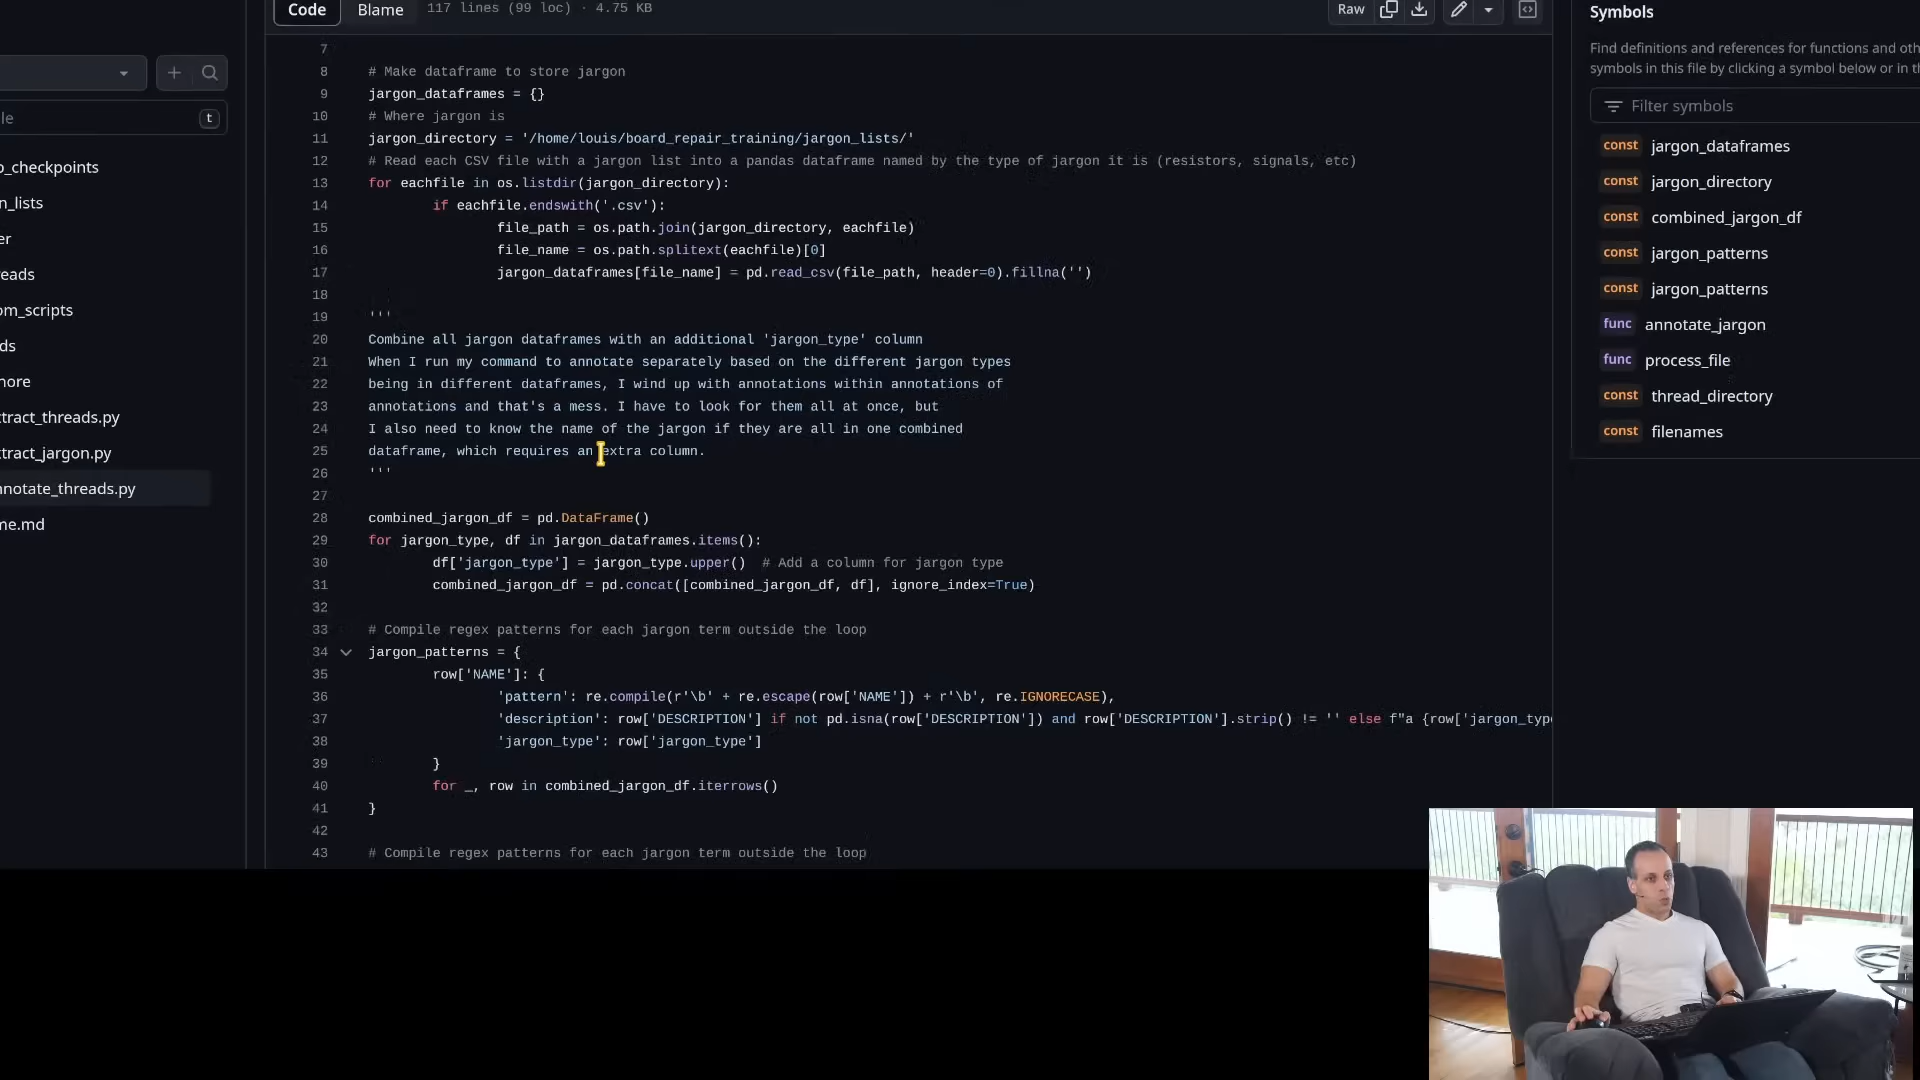 Code Blame 117 lines (99 loc) · 4.75 KB Raw
Symbols
Find definitions and references for functions and oth
symbols in this file by clicking a symbol below or in th
Filter symbols
const jargon_dataframes
const jargon_directory
const combined_jargon_df
const jargon_patterns
const jargon_patterns
func annotate_jargon
func process_file
const thread_directory
const filenames
le t
o_checkpoints
n_lists
er
eads
om_scripts
ds
nore
tract_threads.py
tract_jargon.py
nnotate_threads.py
me.md
7
8 # Make dataframe to store jargon
9 jargon_dataframes = {}
10 # Where jargon is
11 jargon_directory = '/home/louis/board_repair_training/jargon_lists/'
12 # Read each CSV file with a jargon list into a pandas dataframe named by the type of jargon it is (resistors, signals, etc)
13 for eachfile in os.listdir(jargon_directory):
14 if eachfile.endswith('.csv'):
15 file_path = os.path.join(jargon_directory, eachfile)
16 file_name = os.path.splitext(eachfile)[0]
17 jargon_dataframes[file_name] = pd.read_csv(file_path, header=0).fillna('')
18
19 '''
20 Combine all jargon dataframes with an additional 'jargon_type' column
21 When I run my command to annotate separately based on the different jargon types
22 being in different dataframes, I wind up with annotations within annotations of
23 annotations and that's a mess. I have to look for them all at once, but
24 I also need to know the name of the jargon if they are all in one combined
25 dataframe, which requires an extra column.
26 '''
27
28 combined_jargon_df = pd.DataFrame()
29 for jargon_type, df in jargon_dataframes.items():
30 df['jargon_type'] = jargon_type.upper() # Add a column for jargon type
31 combined_jargon_df = pd.concat([combined_jargon_df, df], ignore_index=True)
32
33 # Compile regex patterns for each jargon term outside the loop
34 jargon_patterns = {
35 row['NAME']: {
36 'pattern': re.compile(r'\b' + re.escape(row['NAME']) + r'\b', re.IGNORECASE),
37 'description': row['DESCRIPTION'] if not pd.isna(row['DESCRIPTION']) and row['DESCRIPTION'].strip() != '' else f"a {row['jargon_typ
38 'jargon_type': row['jargon_type']
39 }
40 for _, row in combined_jargon_df.iterrows()
41 }
42
43 # Compile regex patterns for each jargon term outside the loop